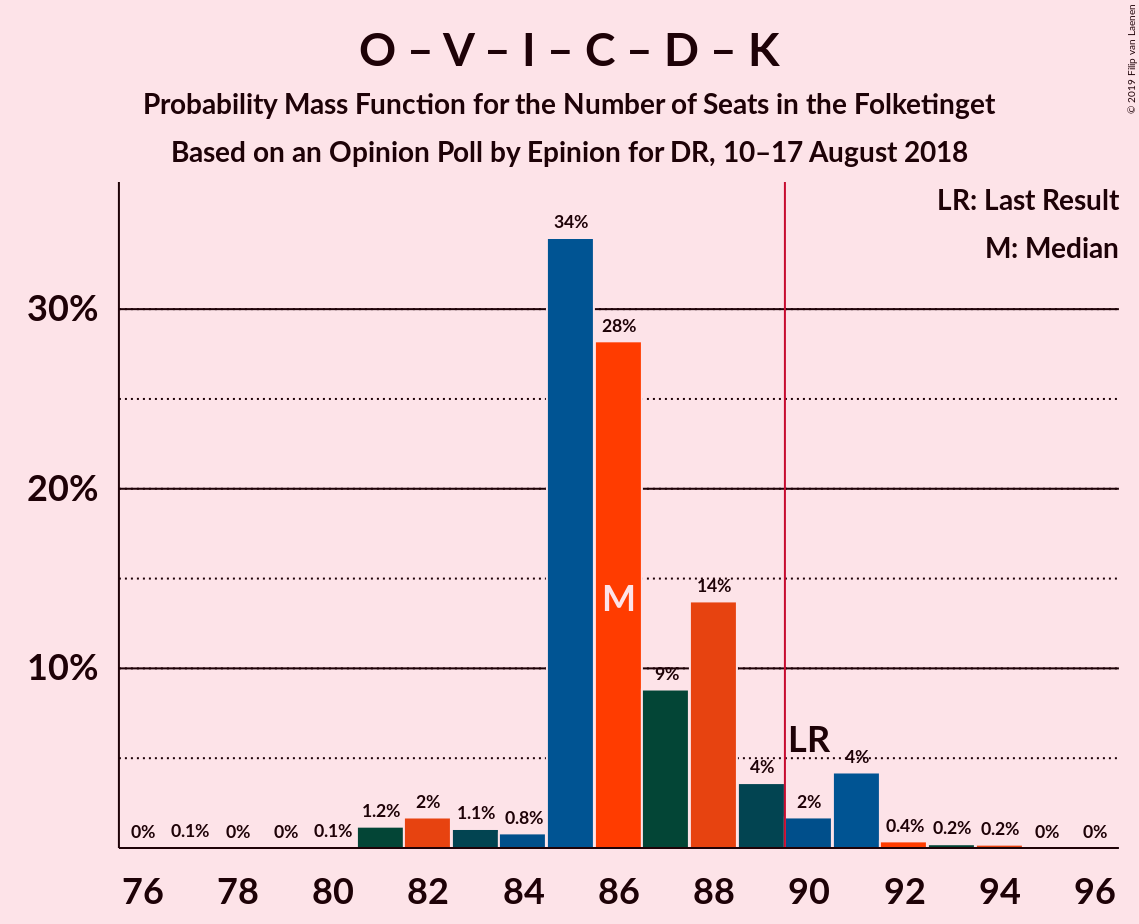 O – V – I – C – D – K
Probability Mass Function for the Number of Seats in the Folketinget
Based on an Opinion Poll by Epinion for DR, 10–17 August 2018
© 2019 Filip van Laenen
LR: Last Result
M: Median
34%
30%
28%
20%
M
14%
10%
9%
LR
4%
4%
2%
0%
0.1%
0%
0%
0.1%
1.2%
2%
1.1%
0.8%
0.4%
0.2%
0.2%
0%
0%
76 78 80 82 84 86 88 90 92 94 96